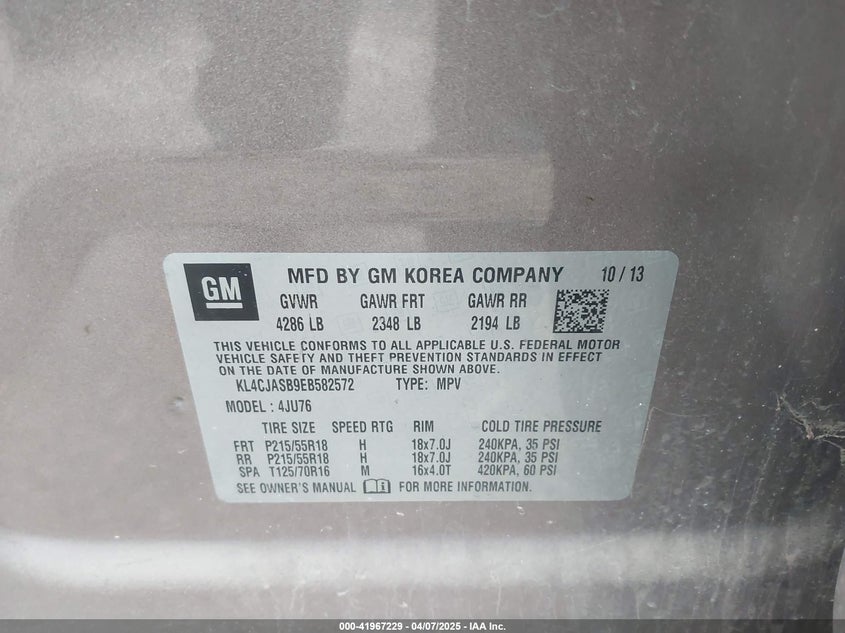 GM MFD BY GM KOREA COMPANY 10 / 13
GVWR GAWR FRT GAWR RR
4286 LB 2348 LB 2194 LB
THIS VEHICLE CONFORMS TO ALL APPLICABLE U.S. FEDERAL MOTOR
VEHICLE SAFETY AND THEFT PREVENTION STANDARDS IN EFFECT
ON THE DATE OF MANUFACTURE SHOWN ABOVE.
KL4CJASB9EB582572 TYPE: MPV
MODEL : 4JU76
TIRE SIZE SPEED RTG RIM COLD TIRE PRESSURE
FRT P215/55R18 H 18x7.0J 240KPA, 35 PSI
RR P215/55R18 H 18x7.0J 240KPA, 35 PSI
SPA T125/70R16 M 16x4.0T 420KPA, 60 PSI
SEE OWNER'S MANUAL FOR MORE INFORMATION.
000-41967229 - 04/07/2025 - IAA Inc.